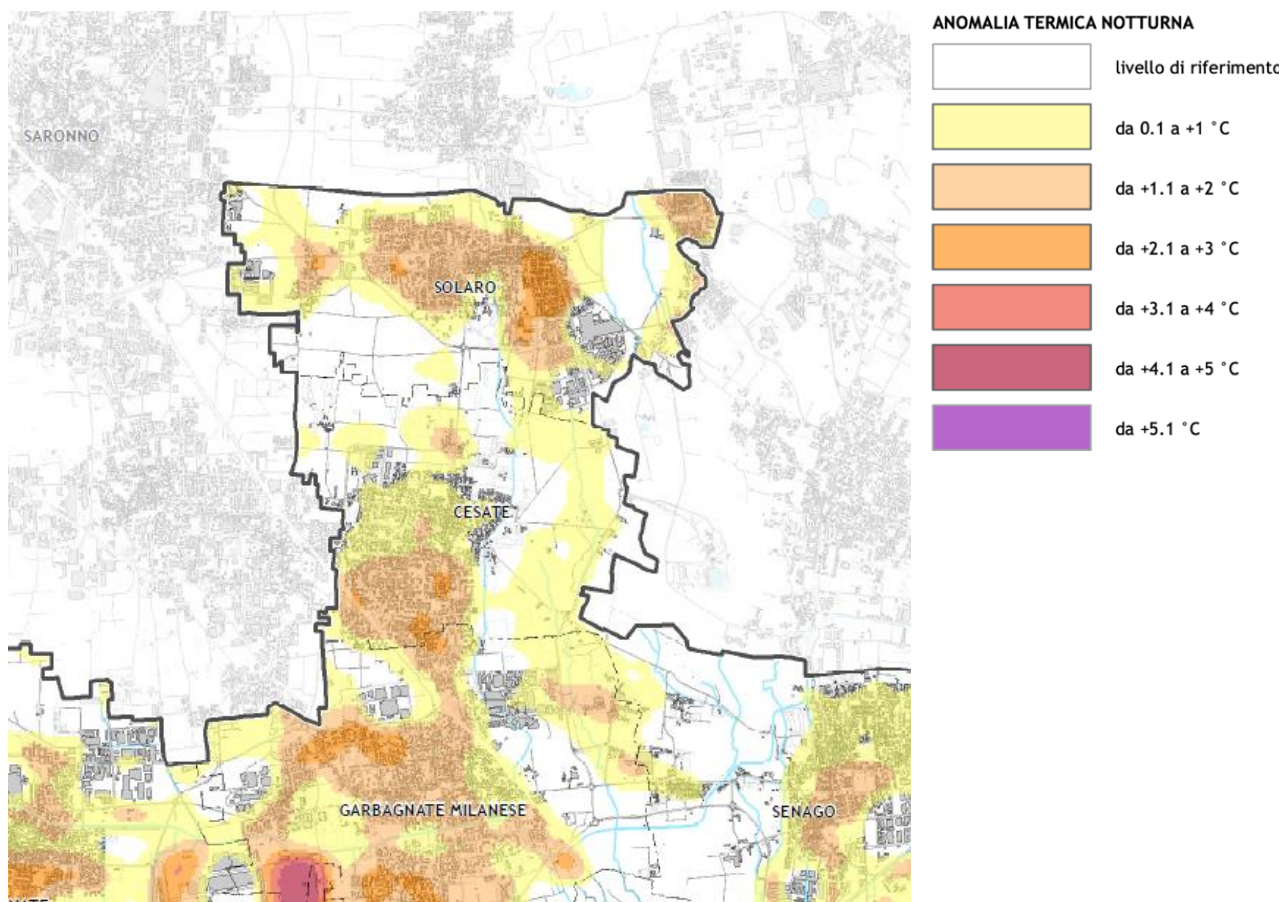 ANOMALIA TERMICA NOTTURNA
livello di riferimento
da 0.1 a +1 °C
da +1.1 a +2 °C
da +2.1 a +3 °C
da +3.1 a +4 °C
da +4.1 a +5 °C
da +5.1 °C
SARONNO
SOLARO
CESATE
GARBAGNATE MILANESE
SENAGO